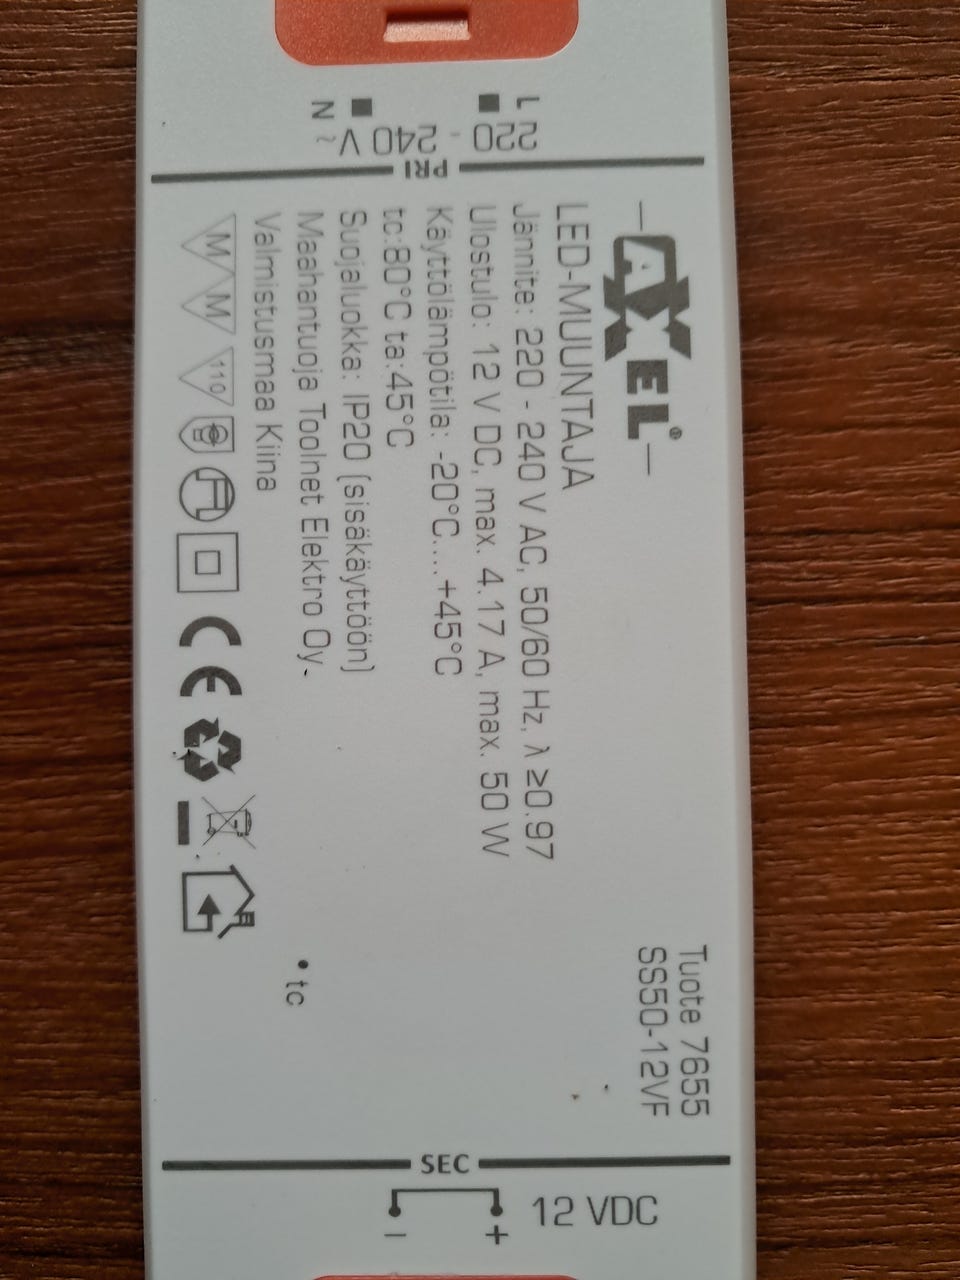 L N
220 - 240 V ~
PRI
AXEL®
LED-MUUNTAJA
Jännite: 220 - 240 V AC, 50/60 Hz, λ ≥0.97
Ulostulo: 12 V DC, max. 4.17 A, max. 50 W
Käyttölämpötila: -20°C....+45°C
tc:80°C ta:45°C
Suojaluokka: IP20 (sisäkäyttöön)
Maahantuoja Toolnet Elektro Oy.
Valmistusmaa Kiina
M M 110 CE
tc
Tuote 7655
SS50-12VF
SEC
12 VDC
+ -